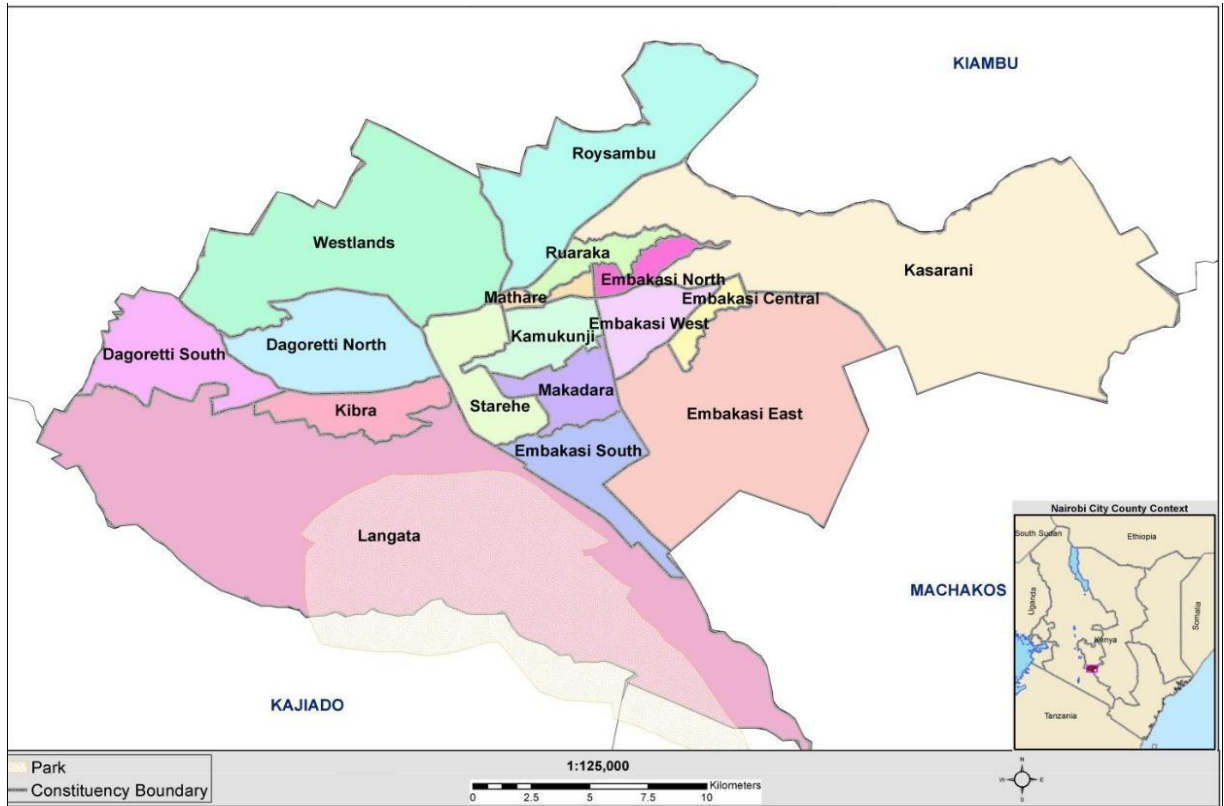 KIAMBU
Roysambu
Westlands
Ruaraka
Kasarani
Embakasi North
Mathare
Embakasi Central
Embakasi West
Kamukunji
Dagoretti North
Dagoretti South
Makadara
Kibra
Starehe
Embakasi East
Embakasi South
Langata
MACHAKOS
KAJIADO
Nairobi City County Context
South Sudan
Ethiopia
Uganda
Kenya
Somalia
Tanzania
Park
Constituency Boundary
1:125,000
Kilometers
0 2.5 5 7.5 10
N
W E
S